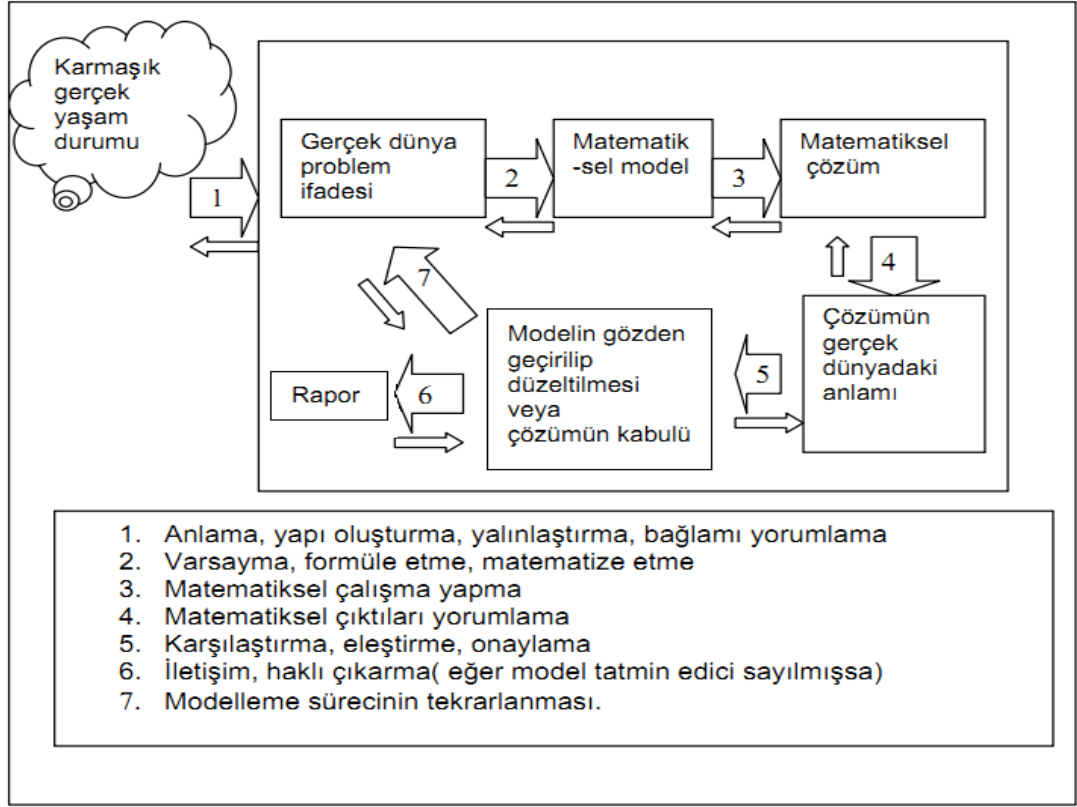 Karmaşık
gerçek
yaşam
durumu
1
Gerçek dünya
problem
ifadesi
2
Matematik
-sel model
3
Matematiksel
çözüm
4
Çözümün
gerçek
dünyadaki
anlamı
5
Modelin gözden
geçirilip
düzeltilmesi
veya
çözümün kabulü
7
6
Rapor
1. Anlama, yapı oluşturma, yalınlaştırma, bağlamı yorumlama
2. Varsayma, formüle etme, matematize etme
3. Matematiksel çalışma yapma
4. Matematiksel çıktıları yorumlama
5. Karşılaştırma, eleştirme, onaylama
6. İletişim, haklı çıkarma( eğer model tatmin edici sayılmışsa)
7. Modelleme sürecinin tekrarlanması.